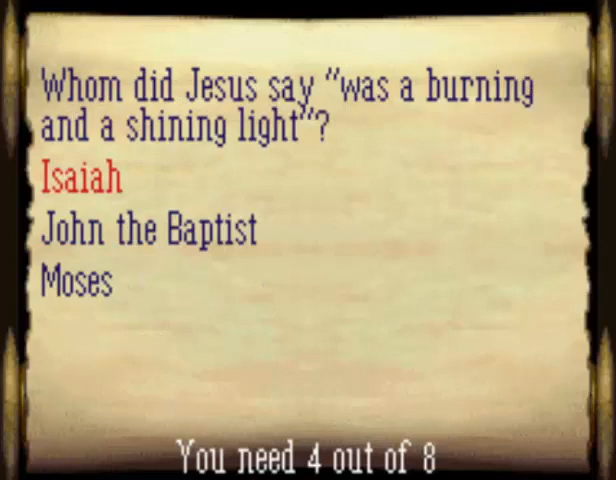 Whom did Jesus say “was a burning
and a shining light”?
Isaiah
John the Baptist
Moses
You need 4 out of 8